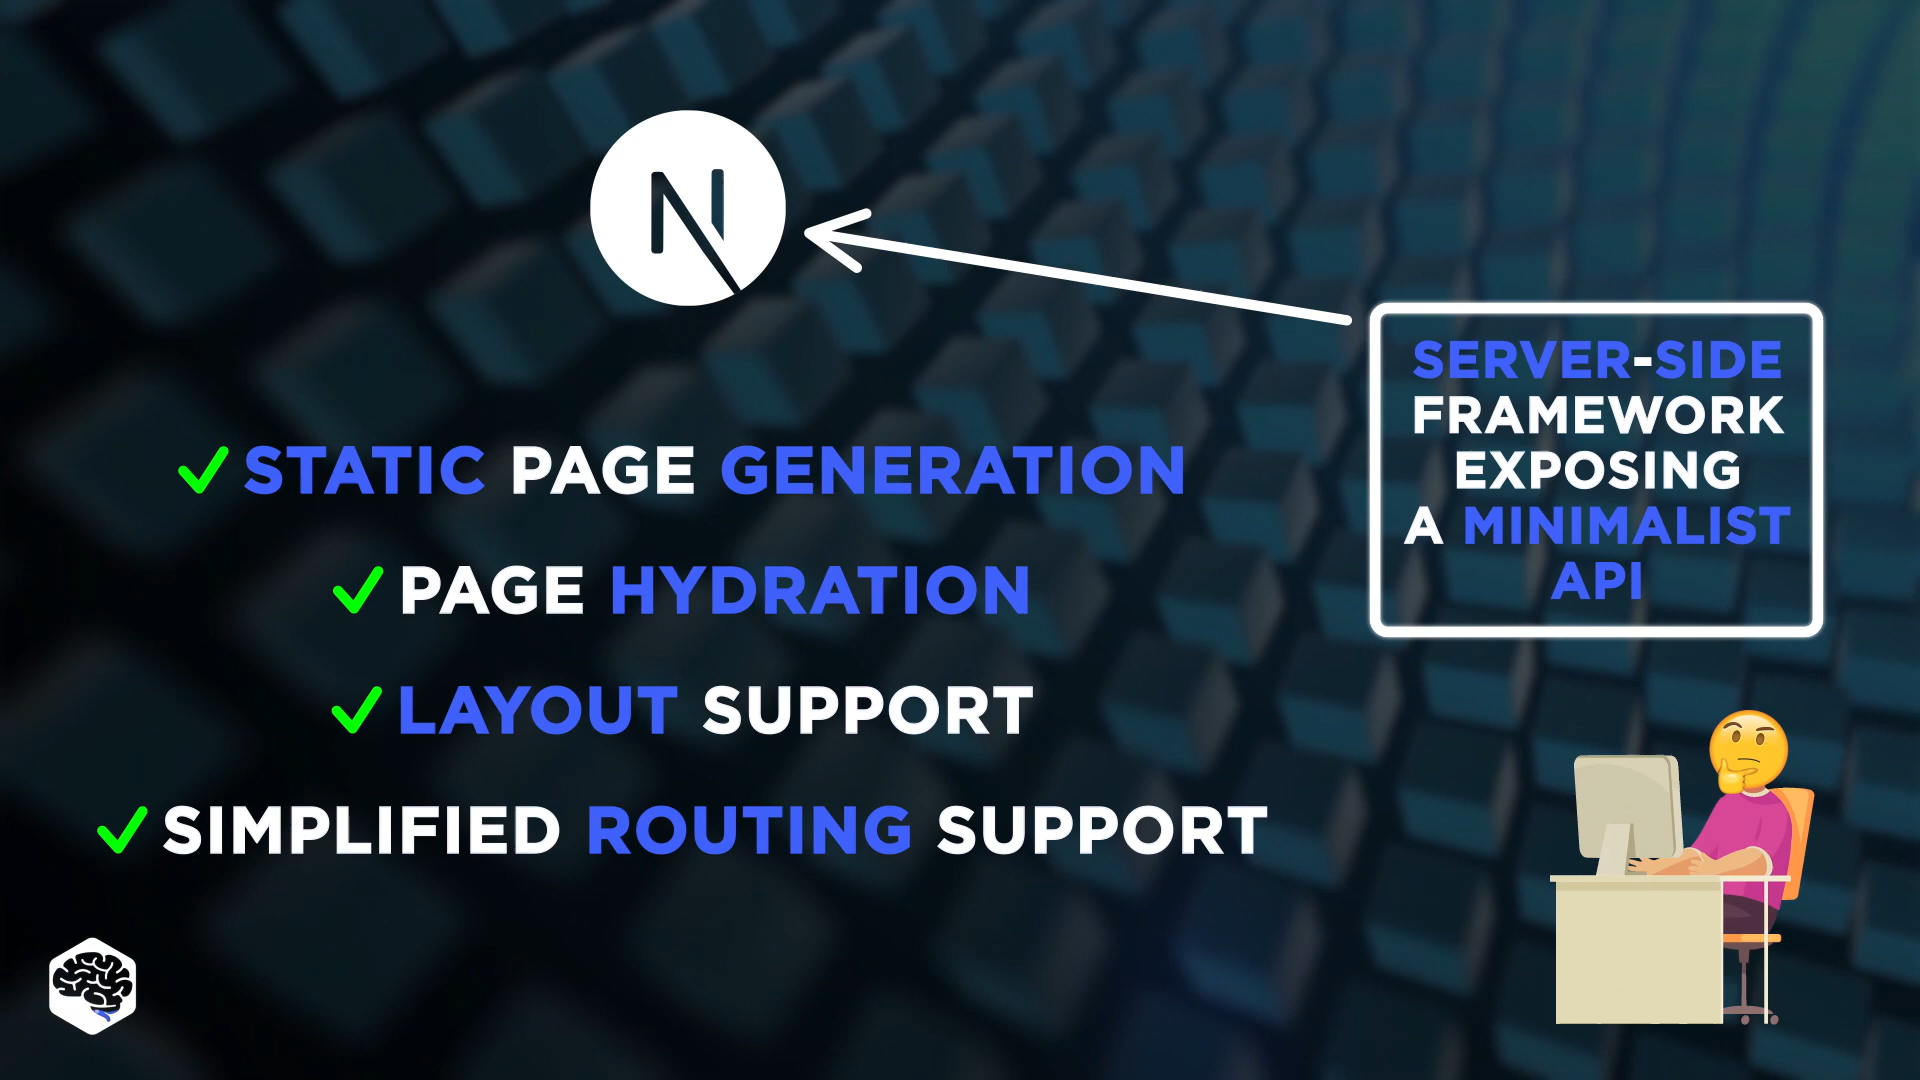 N
SERVER-SIDE
FRAMEWORK
EXPOSING
A MINIMALIST
API
STATIC PAGE GENERATION
PAGE HYDRATION
LAYOUT SUPPORT
SIMPLIFIED ROUTING SUPPORT